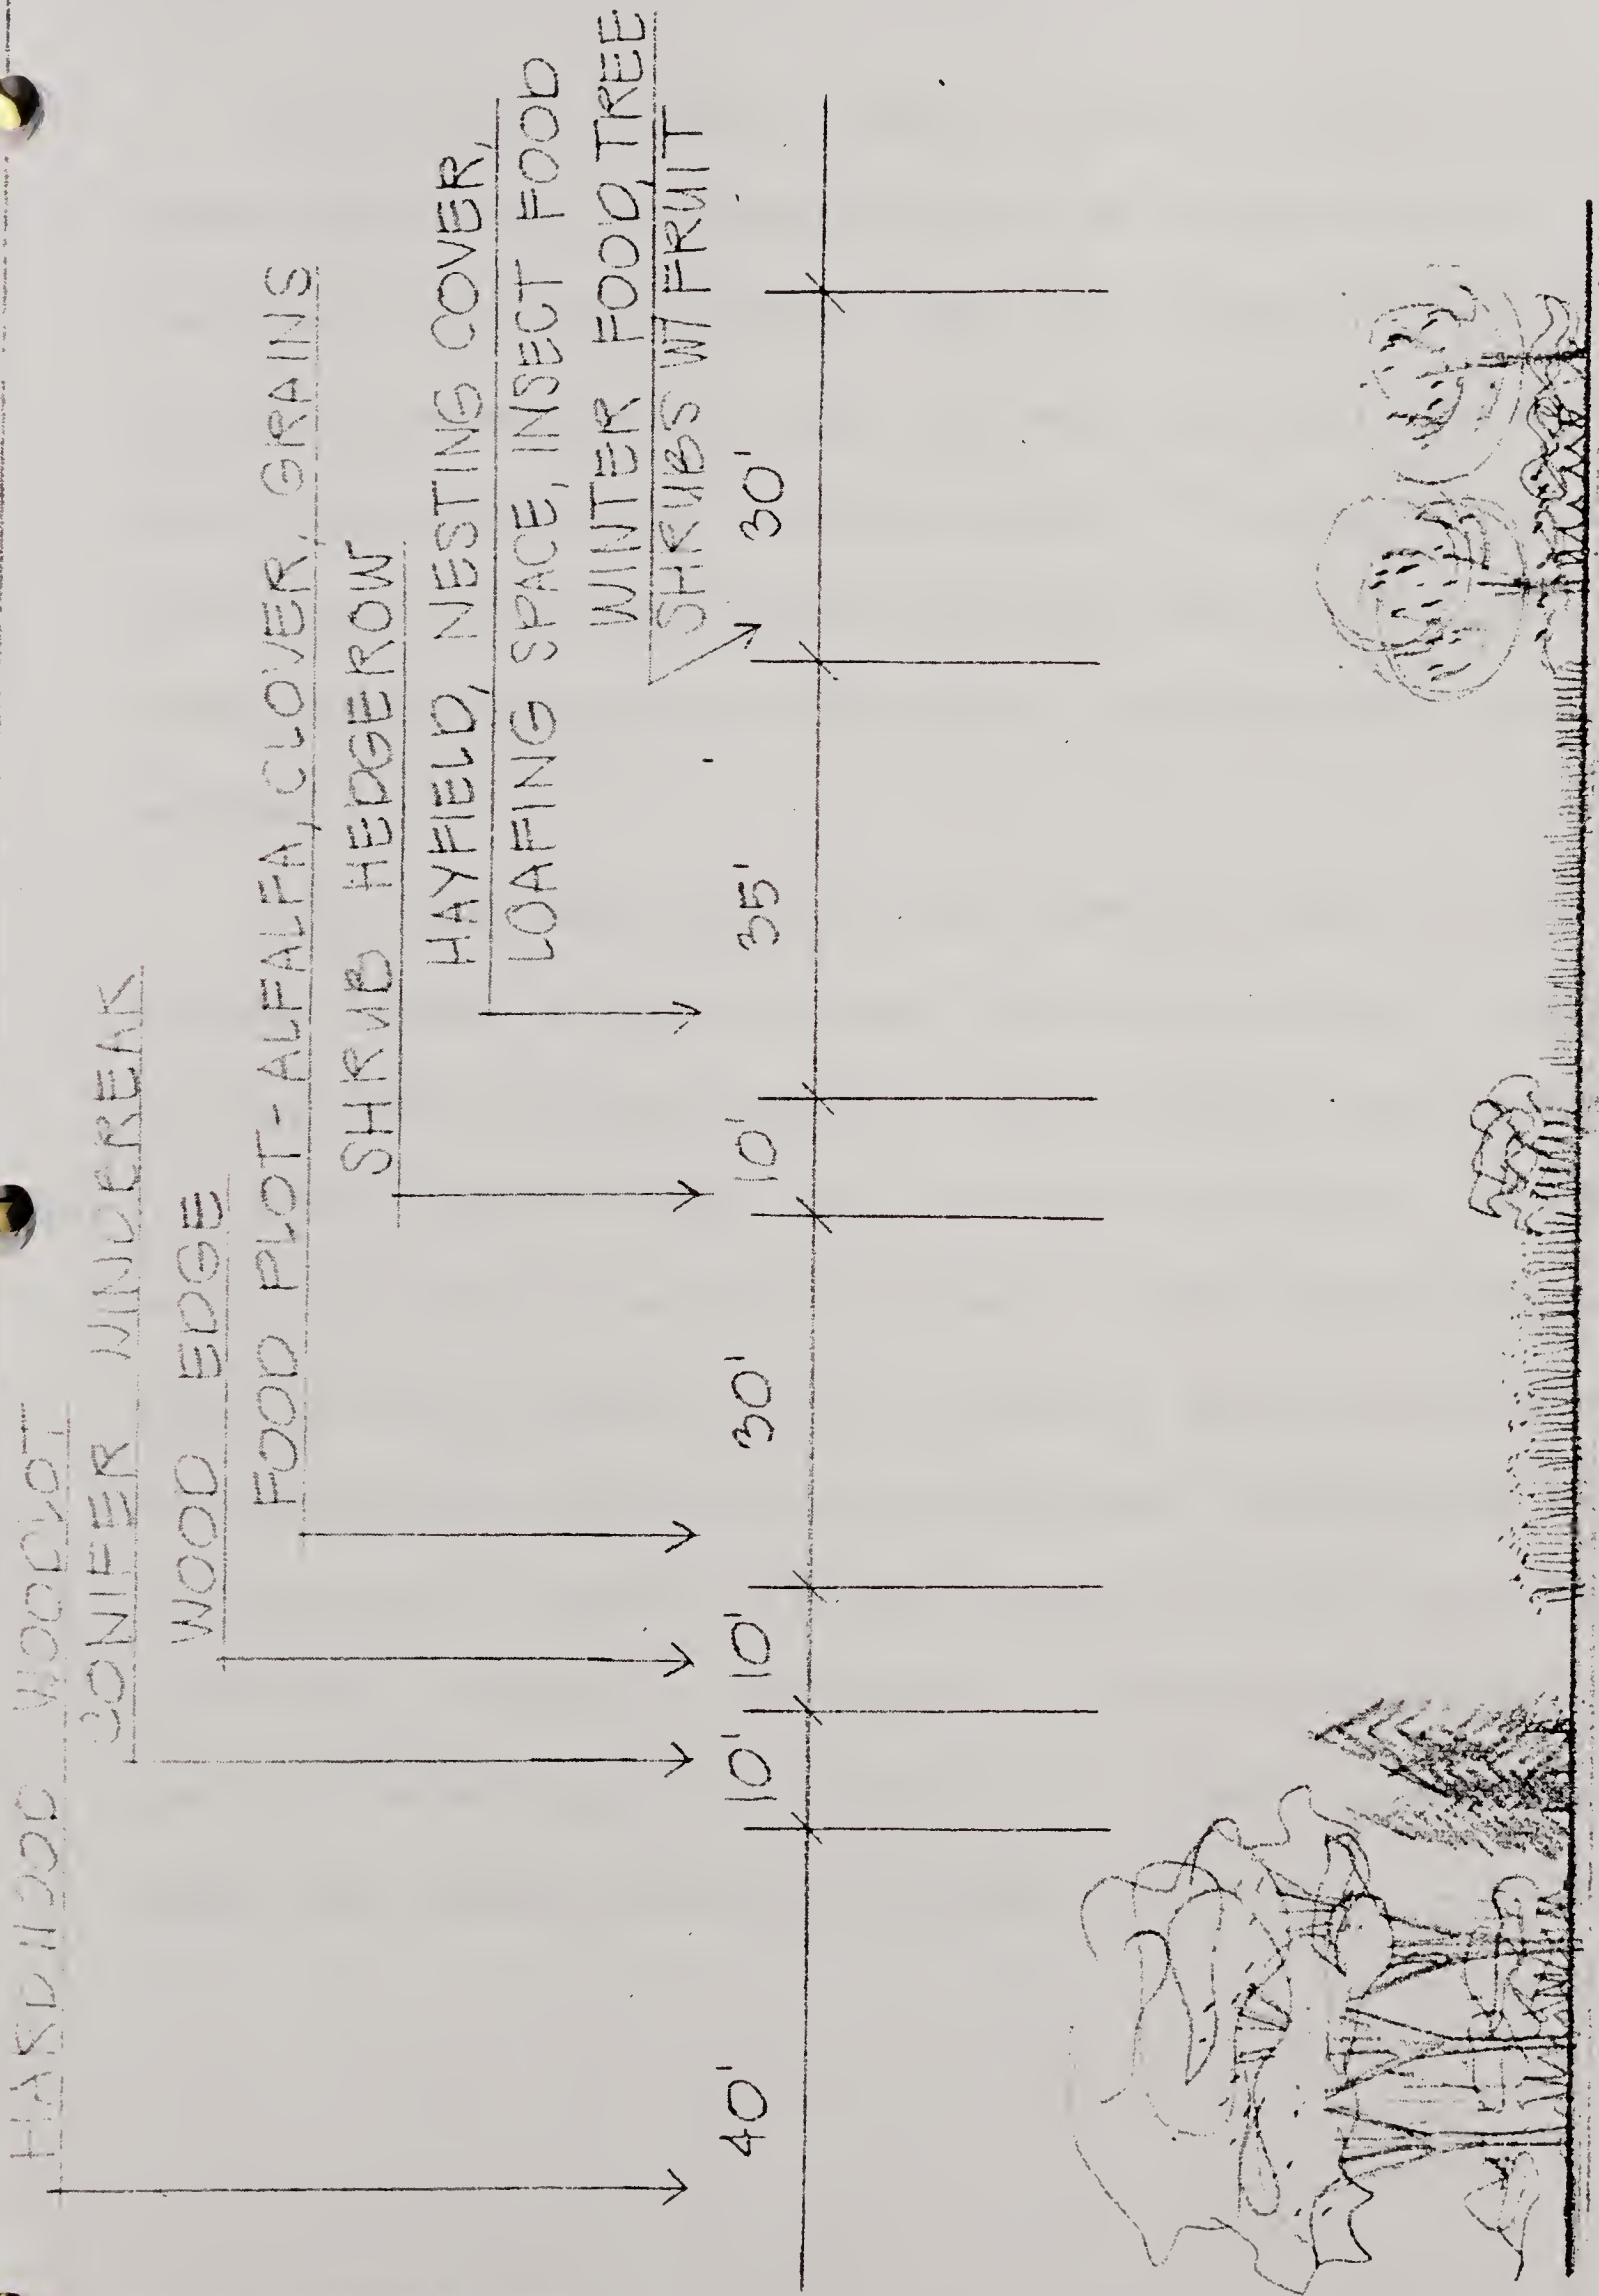 HARDWOOD WOODLOT
CONIFER WINDBREAK
WOOD EDGE
FOOD PLOT- ALFALFA, CLOVER, GRAINS
SHRUB HEDGEROW
HAYFIELD, NESTING COVER,
LOAFING SPACE, INSECT FOOD
WINTER FOOD, TREE
SHRUBS W/ FRUIT
40' 10' 10' 30' 10' 35' 30'